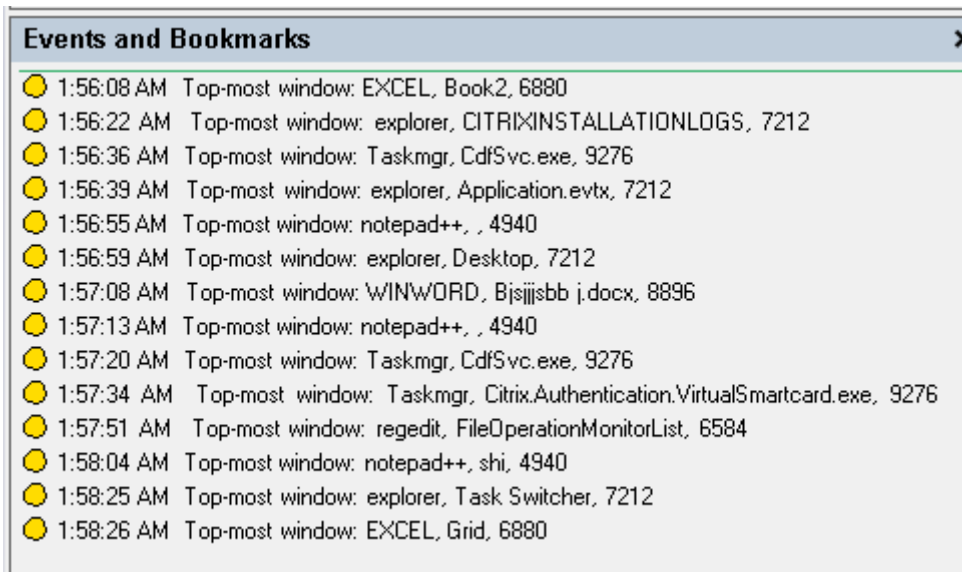 Events and Bookmarks
1:56:08 AM Top-most window: EXCEL, Book2, 6880
1:56:22 AM Top-most window: explorer, CITRIXINSTALLATIONLOGS, 7212
1:56:36 AM Top-most window: Taskmgr, CdfSvc.exe, 9276
1:56:39 AM Top-most window: explorer, Application.evtx, 7212
1:56:55 AM Top-most window: notepad++, , 4940
1:56:59 AM Top-most window: explorer, Desktop, 7212
1:57:08 AM Top-most window: WINWORD, Bjsjjjsbb j.docx, 8896
1:57:13 AM Top-most window: notepad++, , 4940
1:57:20 AM Top-most window: Taskmgr, CdfSvc.exe, 9276
1:57:34 AM Top-most window: Taskmgr, Citrix.Authentication.VirtualSmartcard.exe, 9276
1:57:51 AM Top-most window: regedit, FileOperationMonitorList, 6584
1:58:04 AM Top-most window: notepad++, shi, 4940
1:58:25 AM Top-most window: explorer, Task Switcher, 7212
1:58:26 AM Top-most window: EXCEL, Grid, 6880